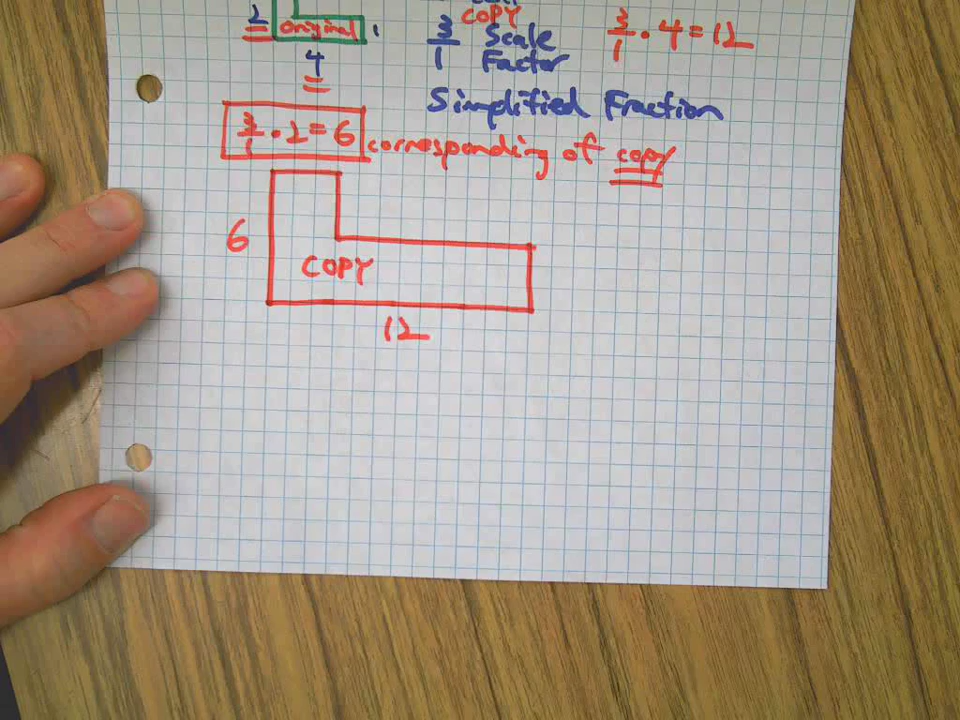 COPY
2 original 1
3/1 Scale Factor
3/1 · 4 = 12
4
Simplified Fraction
3/1 · 2 = 6 corresponding of copy
6
COPY
12